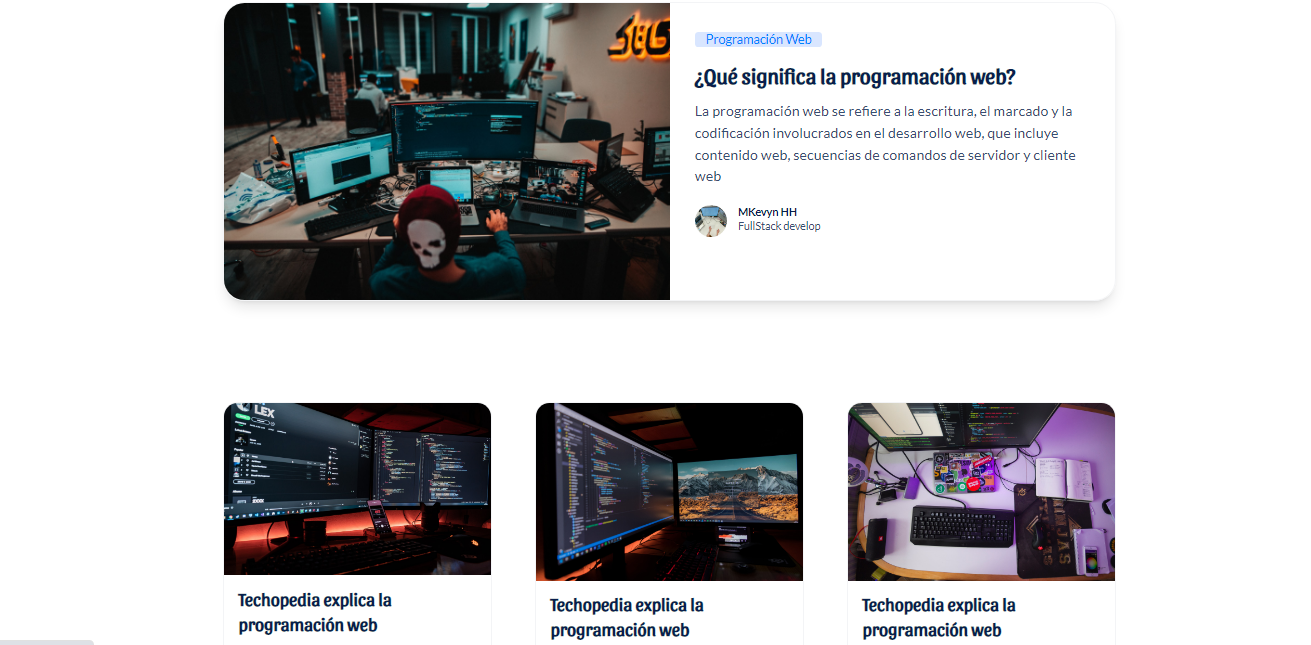 Programación Web
¿Qué significa la programación web?
La programación web se refiere a la escritura, el marcado y la
codificación involucrados en el desarrollo web, que incluye
contenido web, secuencias de comandos de servidor y cliente
web
MKevyn HH
FullStack develop
LEX
Techopedia explica la
programación web
Techopedia explica la
programación web
Techopedia explica la
programación web